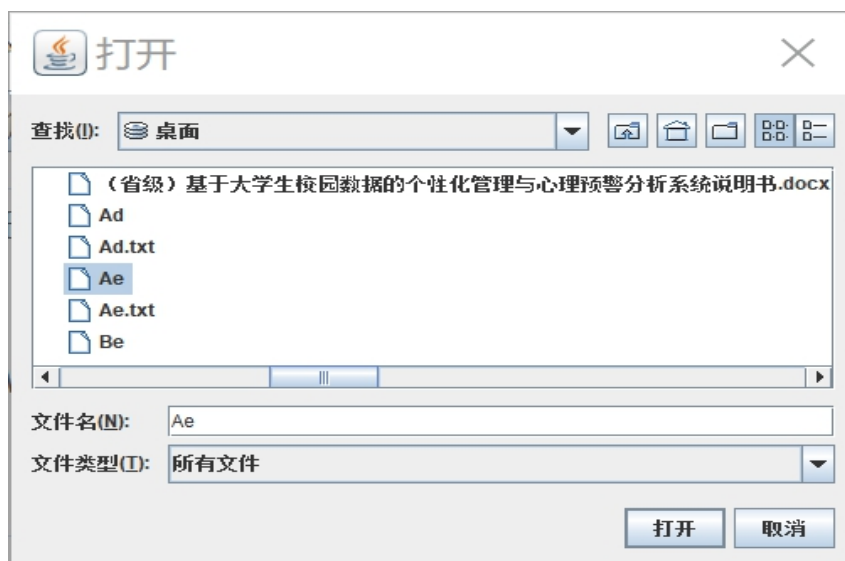 打开
查找(I): 桌面
（省级）基于大学生校园数据的个性化管理与心理预警分析系统说明书.docx
Ad
Ad.txt
Ae
Ae.txt
Be
文件名(N): Ae
文件类型(T): 所有文件
打开 取消